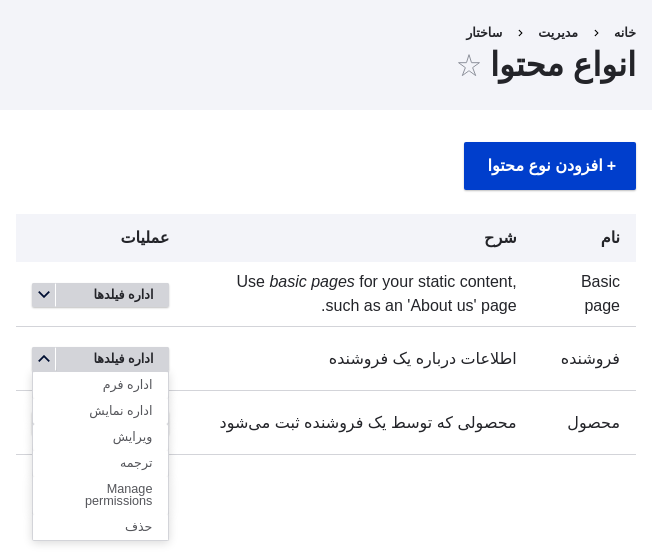 خانه › مدیریت › ساختار
انواع محتوا ☆
+ افزودن نوع محتوا
نام شرح عملیات
Basic page
Use basic pages for your static content,
such as an 'About us' page.
اداره فیلدها
فروشنده اطلاعات درباره یک فروشنده اداره فیلدها
اداره فرم
اداره نمایش
ویرایش
ترجمه
Manage
permissions
حذف
محصول محصولی که توسط یک فروشنده ثبت می‌شود